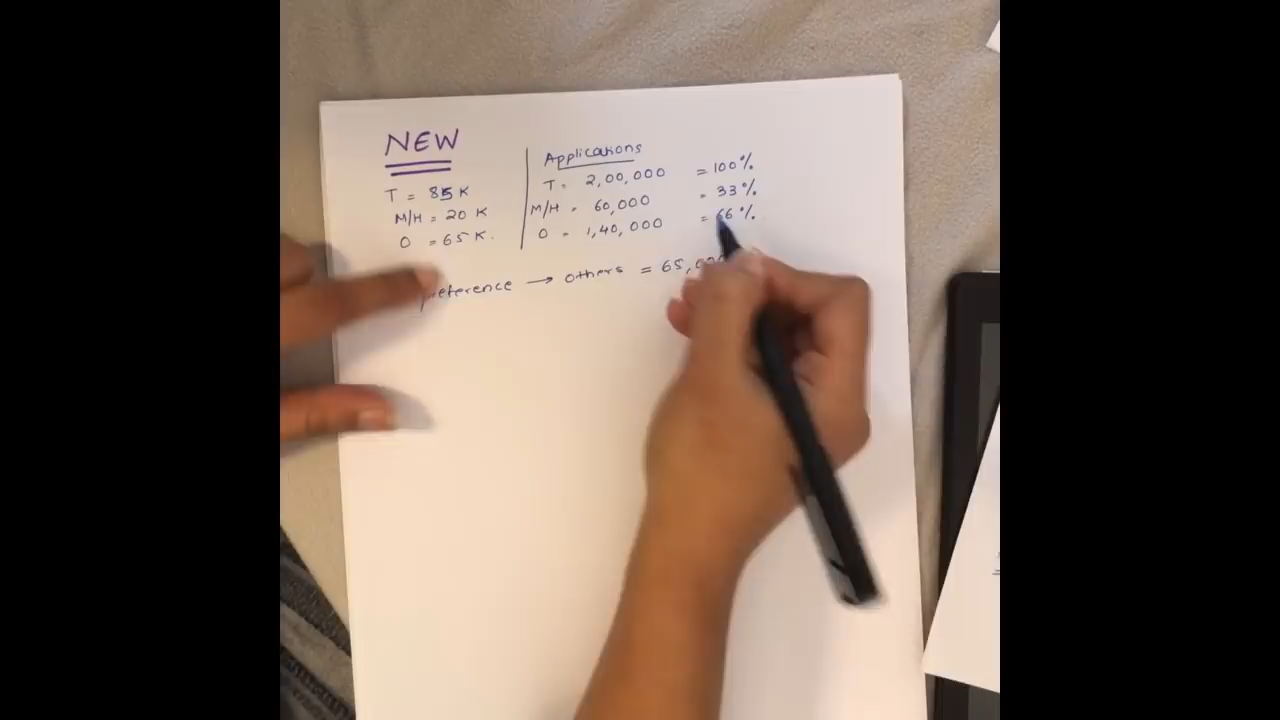 NEW
T = 85 K
M/H = 20 K
O = 65 K.
Applications
T = 2,00,000 = 100%
M/H = 60,000 = 33%
O = 1,40,000 = 66%
preference → others = 65,000